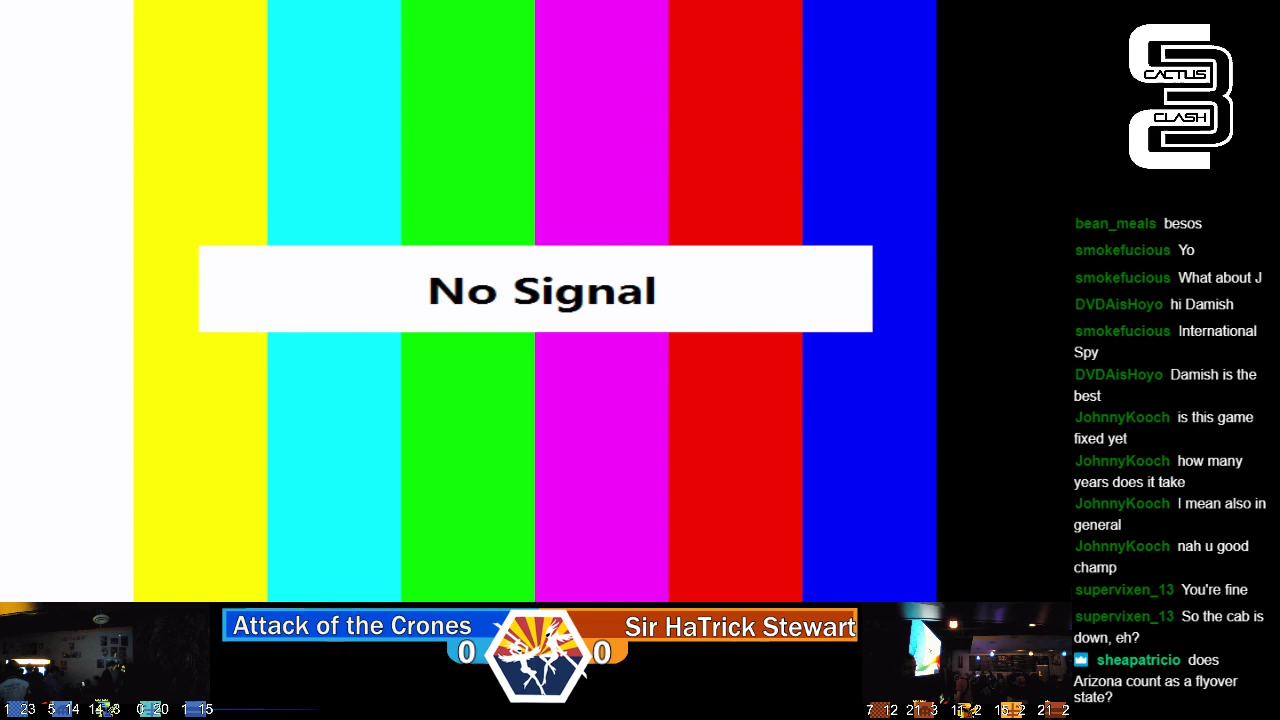 CACTUS
CLASH
No Signal
bean_meals besos
smokefucious Yo
smokefucious What about J
DVDAisHoyo hi Damish
smokefucious International
Spy
DVDAisHoyo Damish is the
best
JohnnyKooch is this game
fixed yet
JohnnyKooch how many
years does it take
JohnnyKooch I mean also in
general
JohnnyKooch nah u good
champ
supervixen_13 You're fine
supervixen_13 So the cab is
down, eh?
sheapatricio does
Arizona count as a flyover
state?
Attack of the Crones
Sir HaTrick Stewart
0
0